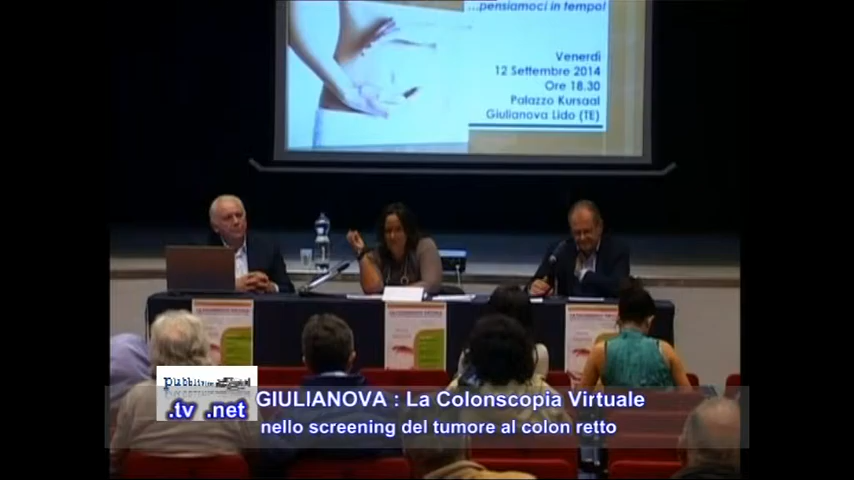 ...pensiamoci in tempo!
Venerdì
12 Settembre 2014
Ore 18.30
Palazzo Kursaal
Giulianova Lido (TE)
pubblivide
.tv .net
GIULIANOVA : La Colonscopia Virtuale
nello screening del tumore al colon retto